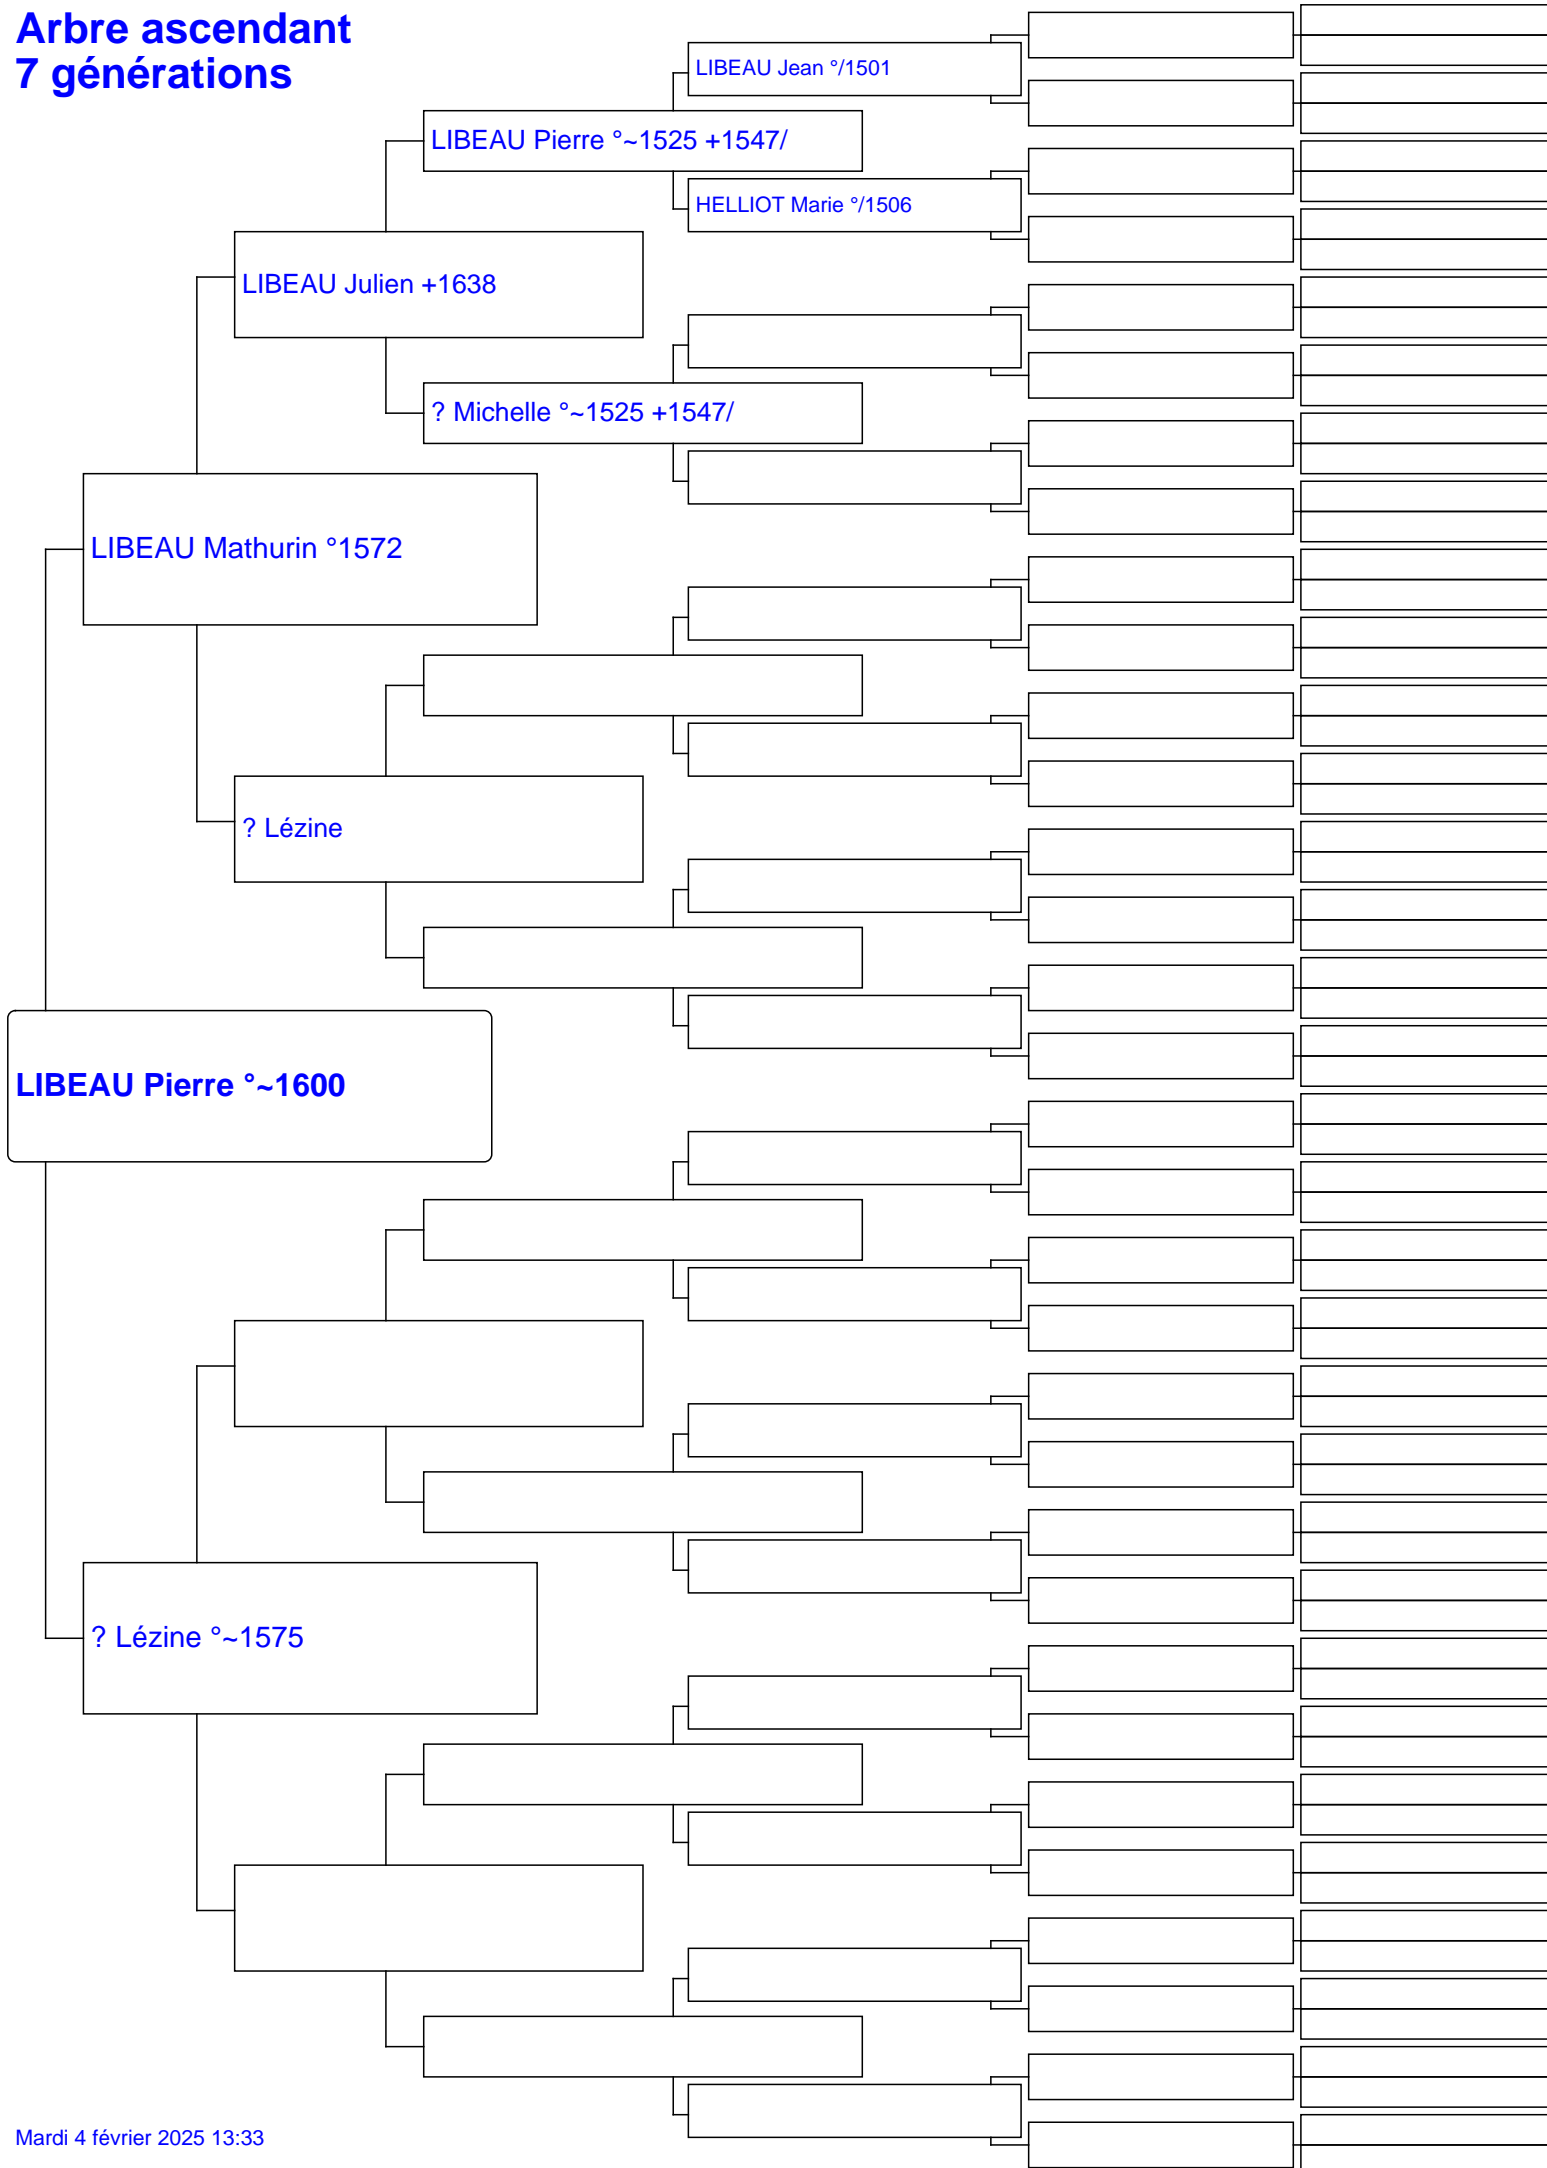 Arbre ascendant
7 générations
LIBEAU Jean °/1501
LIBEAU Pierre °~1525 +1547/
HELLIOT Marie °/1506
LIBEAU Julien +1638
? Michelle °~1525 +1547/
LIBEAU Mathurin °1572
? Lézine
LIBEAU Pierre °~1600
? Lézine °~1575
Mardi 4 février 2025 13:33